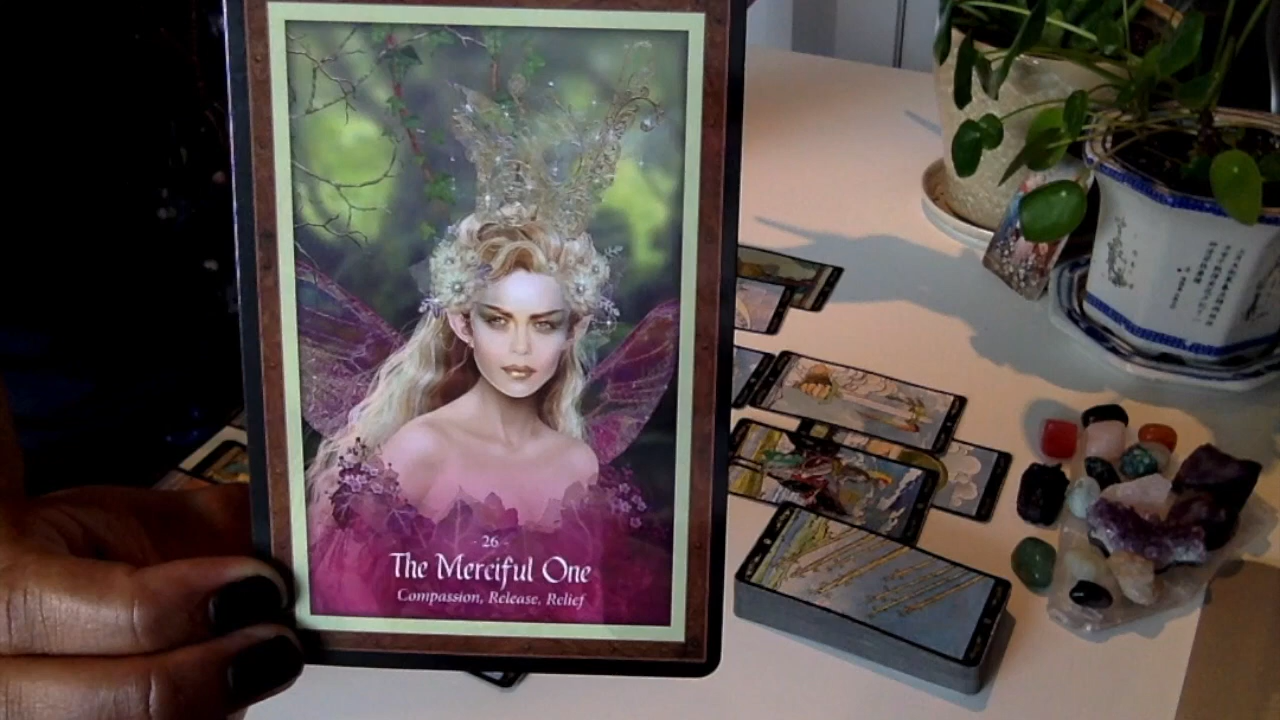 - 26 -
The Merciful One
Compassion, Release, Relief